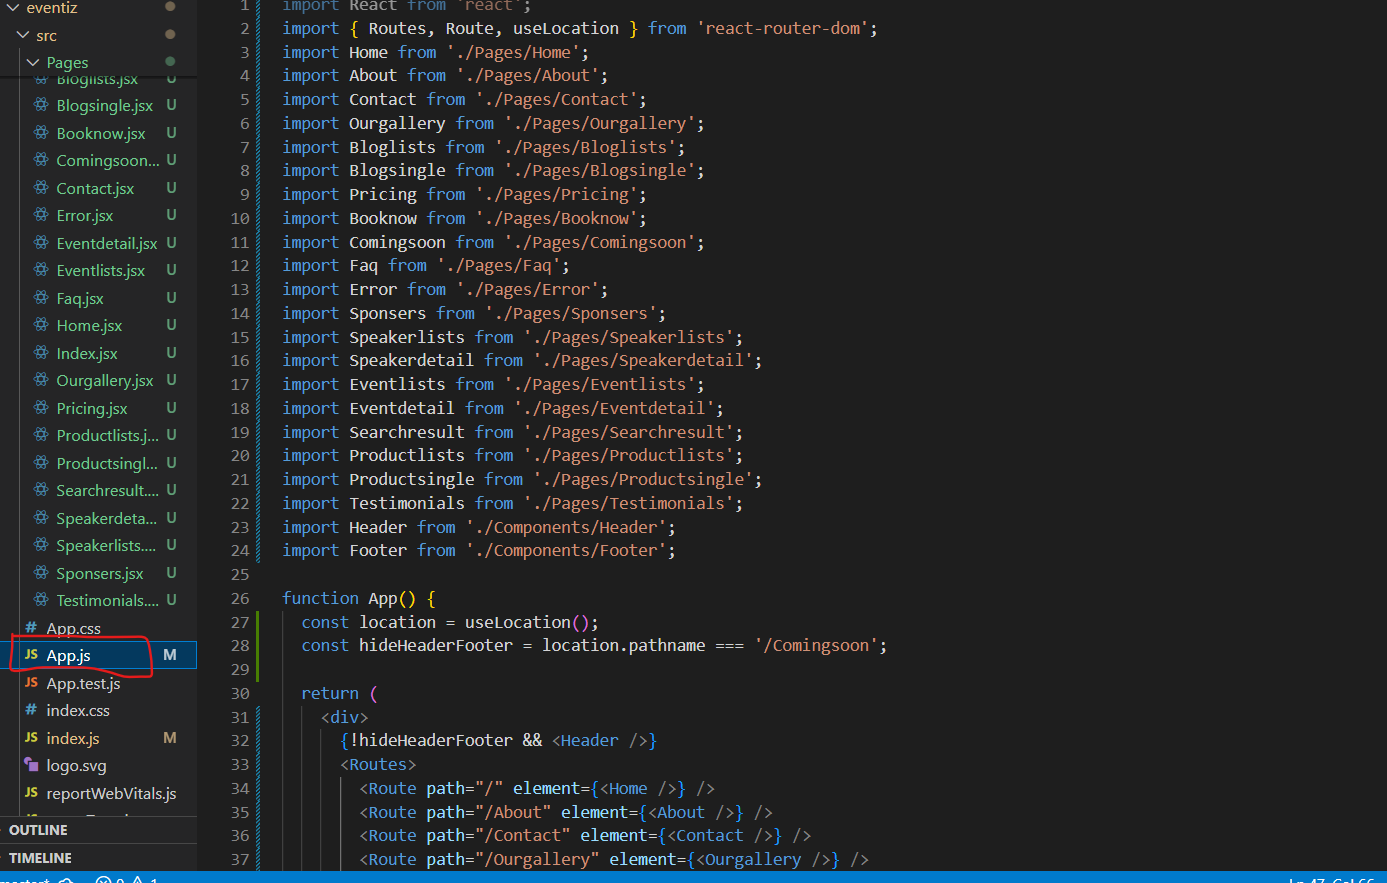 eventiz
src
Pages
Bloglists.jsx U
Blogsingle.jsx U
Booknow.jsx U
Comingsoon... U
Contact.jsx U
Error.jsx U
Eventdetail.jsx U
Eventlists.jsx U
Faq.jsx U
Home.jsx U
Index.jsx U
Ourgallery.jsx U
Pricing.jsx U
Productlists.j... U
Productsingl... U
Searchresult.... U
Speakerdeta... U
Speakerlists.... U
Sponsers.jsx U
Testimonials.... U
# App.css
JS App.js M
JS App.test.js
# index.css
JS index.js M
logo.svg
JS reportWebVitals.js
OUTLINE
TIMELINE
1 import React from 'react';
2 import { Routes, Route, useLocation } from 'react-router-dom';
3 import Home from './Pages/Home';
4 import About from './Pages/About';
5 import Contact from './Pages/Contact';
6 import Ourgallery from './Pages/Ourgallery';
7 import Bloglists from './Pages/Bloglists';
8 import Blogsingle from './Pages/Blogsingle';
9 import Pricing from './Pages/Pricing';
10 import Booknow from './Pages/Booknow';
11 import Comingsoon from './Pages/Comingsoon';
12 import Faq from './Pages/Faq';
13 import Error from './Pages/Error';
14 import Sponsers from './Pages/Sponsers';
15 import Speakerlists from './Pages/Speakerlists';
16 import Speakerdetail from './Pages/Speakerdetail';
17 import Eventlists from './Pages/Eventlists';
18 import Eventdetail from './Pages/Eventdetail';
19 import Searchresult from './Pages/Searchresult';
20 import Productlists from './Pages/Productlists';
21 import Productsingle from './Pages/Productsingle';
22 import Testimonials from './Pages/Testimonials';
23 import Header from './Components/Header';
24 import Footer from './Components/Footer';
25
26 function App() {
27 const location = useLocation();
28 const hideHeaderFooter = location.pathname === '/Comingsoon';
29
30 return (
31 <div>
32 {!hideHeaderFooter && <Header />}
33 <Routes>
34 <Route path="/" element={<Home />} />
35 <Route path="/About" element={<About />} />
36 <Route path="/Contact" element={<Contact />} />
37 <Route path="/Ourgallery" element={<Ourgallery />} />